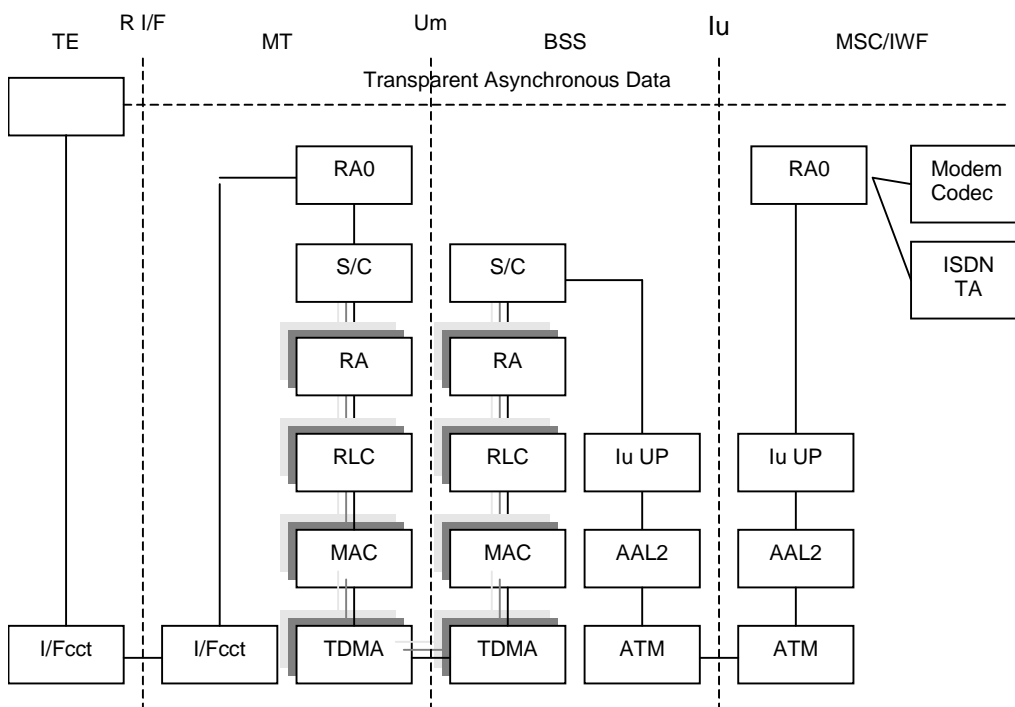 R I/F Um Iu
TE MT BSS MSC/IWF
Transparent Asynchronous Data
RA0 RA0 Modem
Codec
S/C S/C ISDN
TA
RA RA
RLC RLC Iu UP Iu UP
MAC MAC AAL2 AAL2
I/Fcct I/Fcct TDMA TDMA ATM ATM